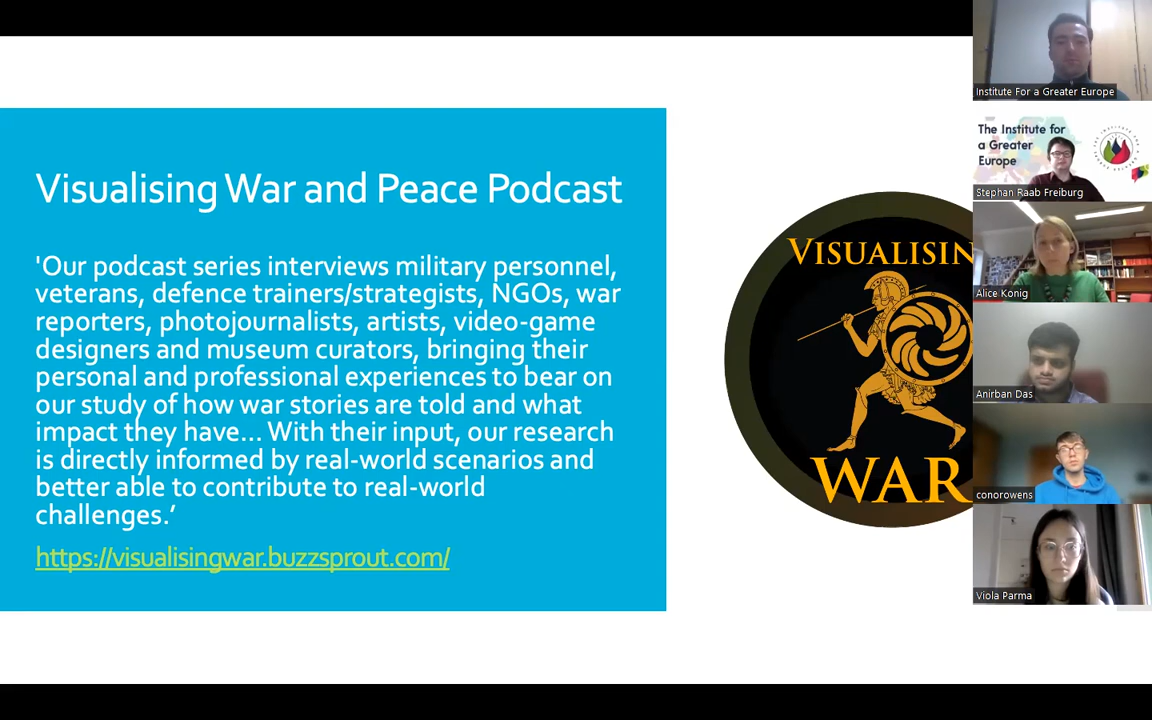 Visualising War and Peace Podcast
'Our podcast series interviews military personnel,
veterans, defence trainers/strategists, NGOs, war
reporters, photojournalists, artists, video-game
designers and museum curators, bringing their
personal and professional experiences to bear on
our study of how war stories are told and what
impact they have... With their input, our research
is directly informed by real-world scenarios and
better able to contribute to real-world
challenges.'
https://visualisingwar.buzzsprout.com/
VISUALISIN
WAR
Institute For a Greater Europe
The Institute for
a Greater
Europe
Stephan Raab Freiburg
Alice Konig
Anirban Das
conorowens
Viola Parma